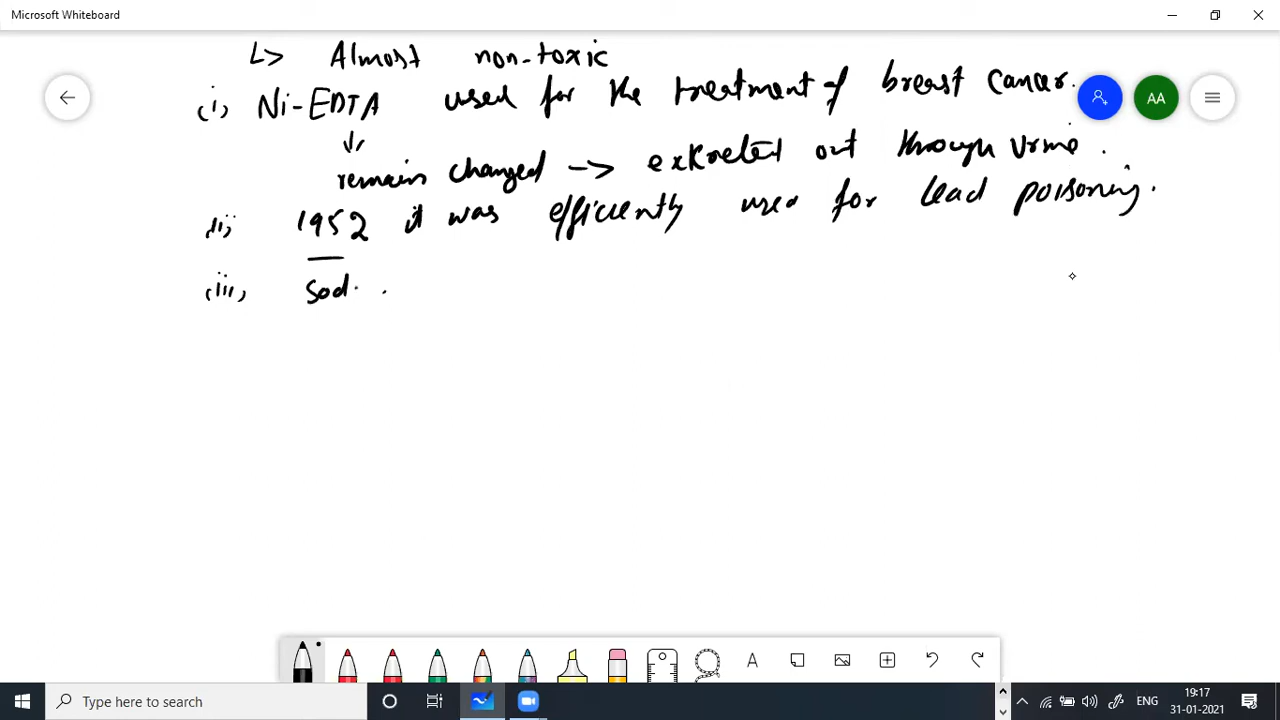 Microsoft Whiteboard
↳ Almost non-toxic
(i) Ni-EDTA used for the treatment of breast cancer.
AA
↓
remain changed → exkreted out through urine.
(ii) 1952 it was efficiently used for lead poisoning.
(iii) Sod.
A
Type here to search
ENG
19:17
31-01-2021